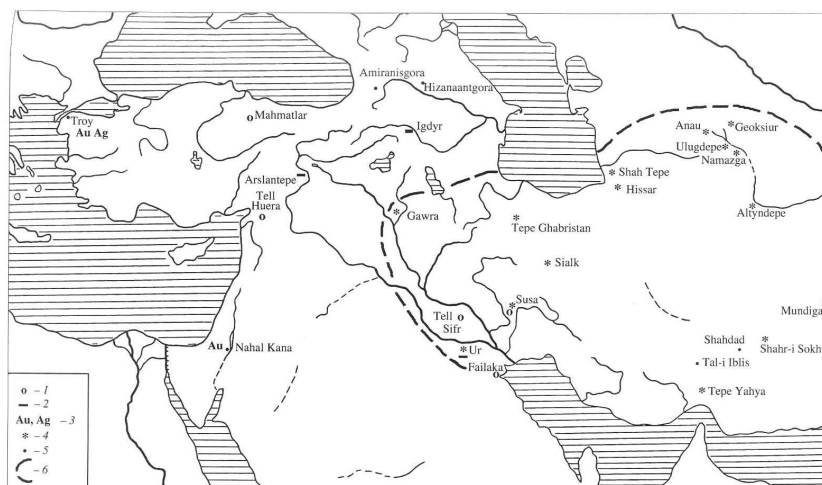 Amiranisgora
Hizanaantgora
Mahmatlar
Troy
Au Ag
Igdyr
Anau
Geoksiur
Ulugdepe
Namazga
Arslantepe
Shah Tepe
Hissar
Tell
Huera
Gawra
Tepe Ghabristan
Altyndepe
Sialk
Susa
Tell
Sifr
Mundiga
Au
Nahal Kana
Ur
Failaka
Shahdad
Shahr-i Sokh
Tal-i Iblis
Tepe Yahya
o – 1
– 2
Au, Ag – 3
* – 4
• – 5
– 6